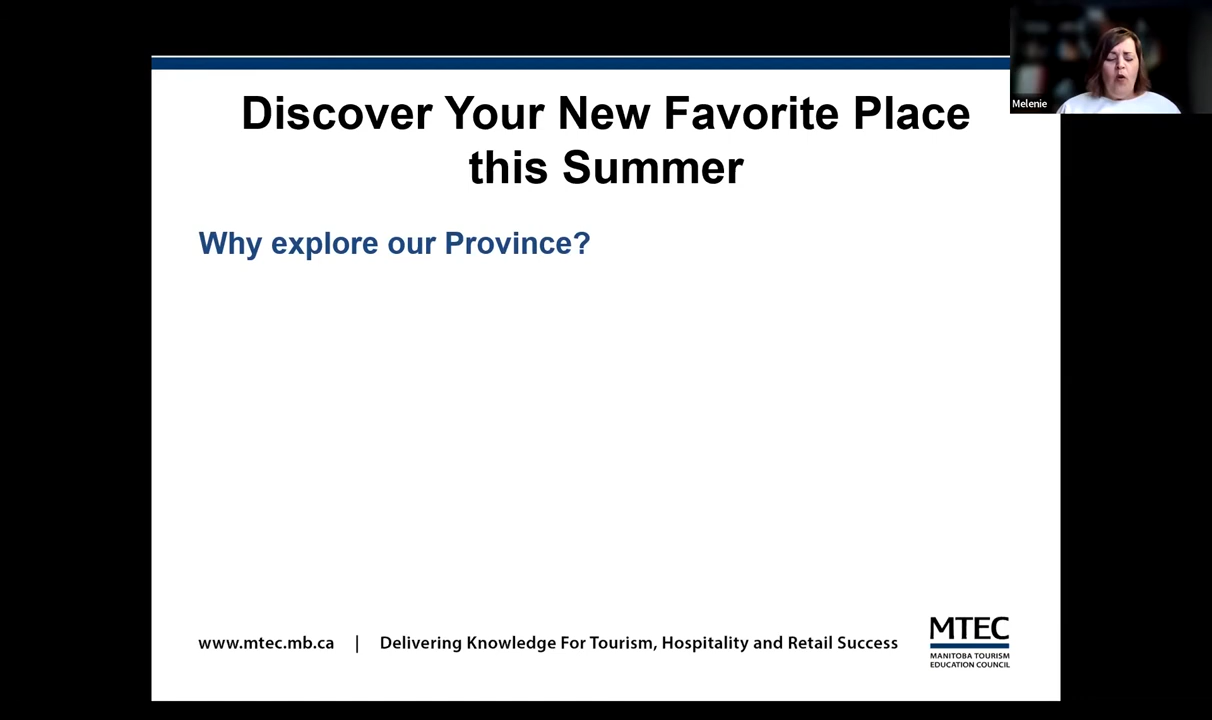 Melenie
Discover Your New Favorite Place
this Summer
Why explore our Province?
www.mtec.mb.ca | Delivering Knowledge For Tourism, Hospitality and Retail Success
MTEC
MANITOBA TOURISM
EDUCATION COUNCIL